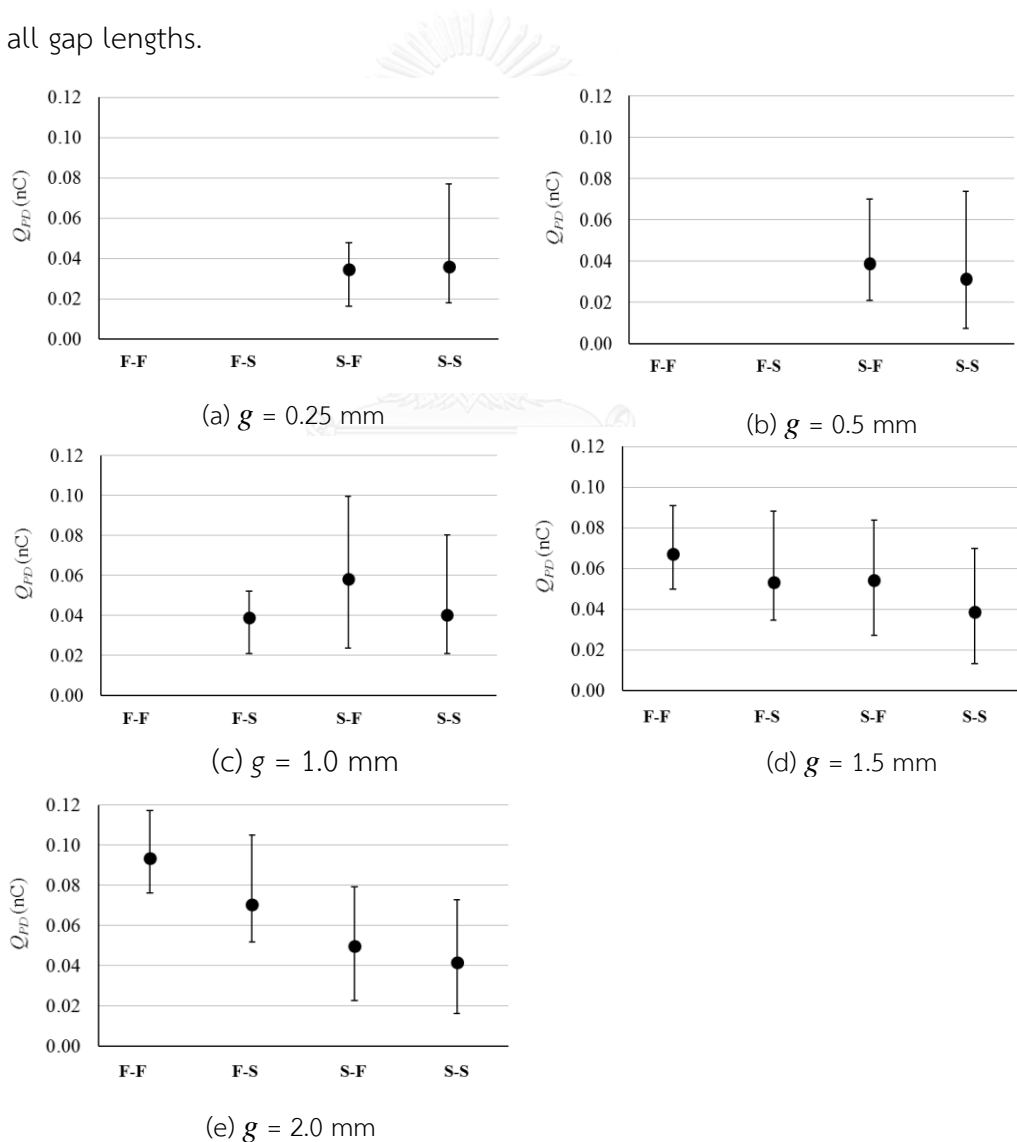 all gap lengths.
0.12
0.10
0.08
0.06
0.04
0.02
0.00
Q_PD (nC)
F-F F-S S-F S-S
(a) g = 0.25 mm
0.12
0.10
0.08
0.06
0.04
0.02
0.00
Q_PD (nC)
F-F F-S S-F S-S
(b) g = 0.5 mm
0.12
0.10
0.08
0.06
0.04
0.02
0.00
Q_PD (nC)
F-F F-S S-F S-S
(c) g = 1.0 mm
0.12
0.10
0.08
0.06
0.04
0.02
0.00
Q_PD (nC)
F-F F-S S-F S-S
(d) g = 1.5 mm
0.12
0.10
0.08
0.06
0.04
0.02
0.00
Q_PD (nC)
F-F F-S S-F S-S
(e) g = 2.0 mm